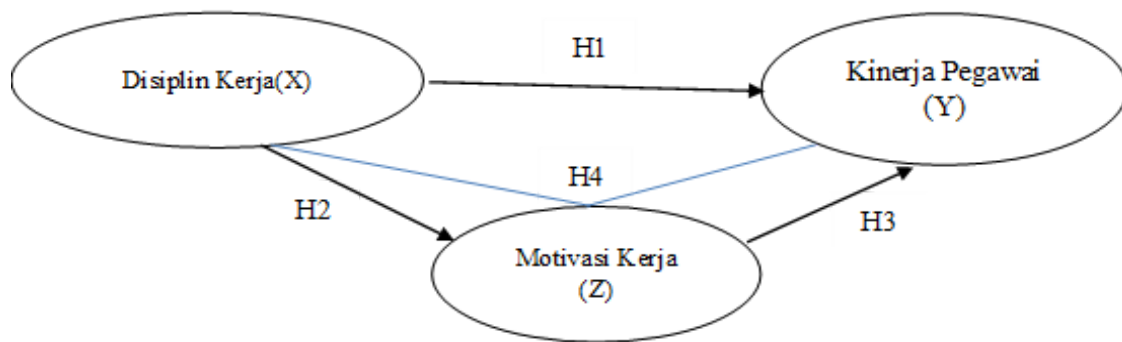 H1
Disiplin Kerja(X)
Kinerja Pegawai
(Y)
H4
H2
H3
Motivasi Kerja
(Z)